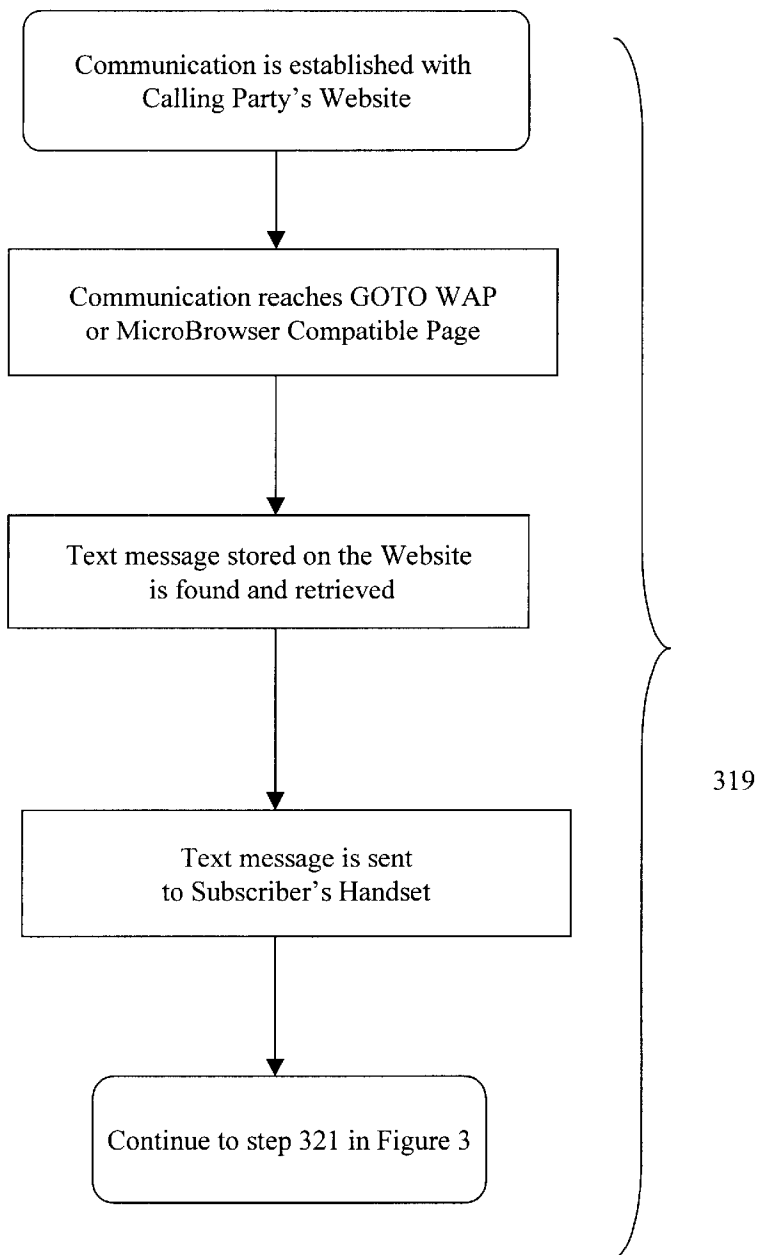 Communication is established with
Calling Party’s Website
Communication reaches GOTO WAP
or MicroBrowser Compatible Page
Text message stored on the Website
is found and retrieved
319
Text message is sent
to Subscriber’s Handset
Continue to step 321 in Figure 3